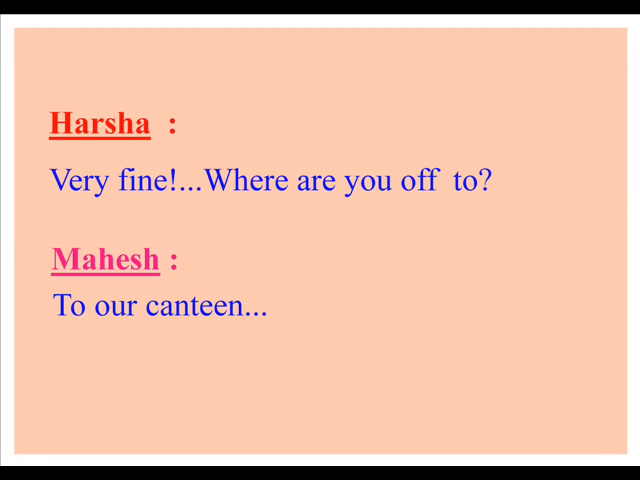 Harsha :
Very fine!...Where are you off to?
Mahesh :
To our canteen...